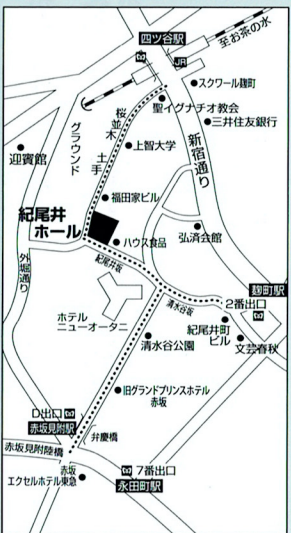 四ツ谷駅
至お茶の水
JR
スクワール麹町
聖イグナチオ教会
三井住友銀行
桜並木
土手
グラウンド
新宿通り
迎賓館
上智大学
福田家ビル
紀尾井
ホール
ハウス食品
弘済会館
外堀通り
紀尾井坂
麹町駅
2番出口
清水谷坂
ホテル
ニューオータニ
紀尾井町
ビル
文芸春秋
清水谷公園
旧グランドプリンスホテル
赤坂
D出口
赤坂見附駅
弁慶橋
赤坂見附陸橋
赤坂
エクセルホテル東急
7番出口
永田町駅